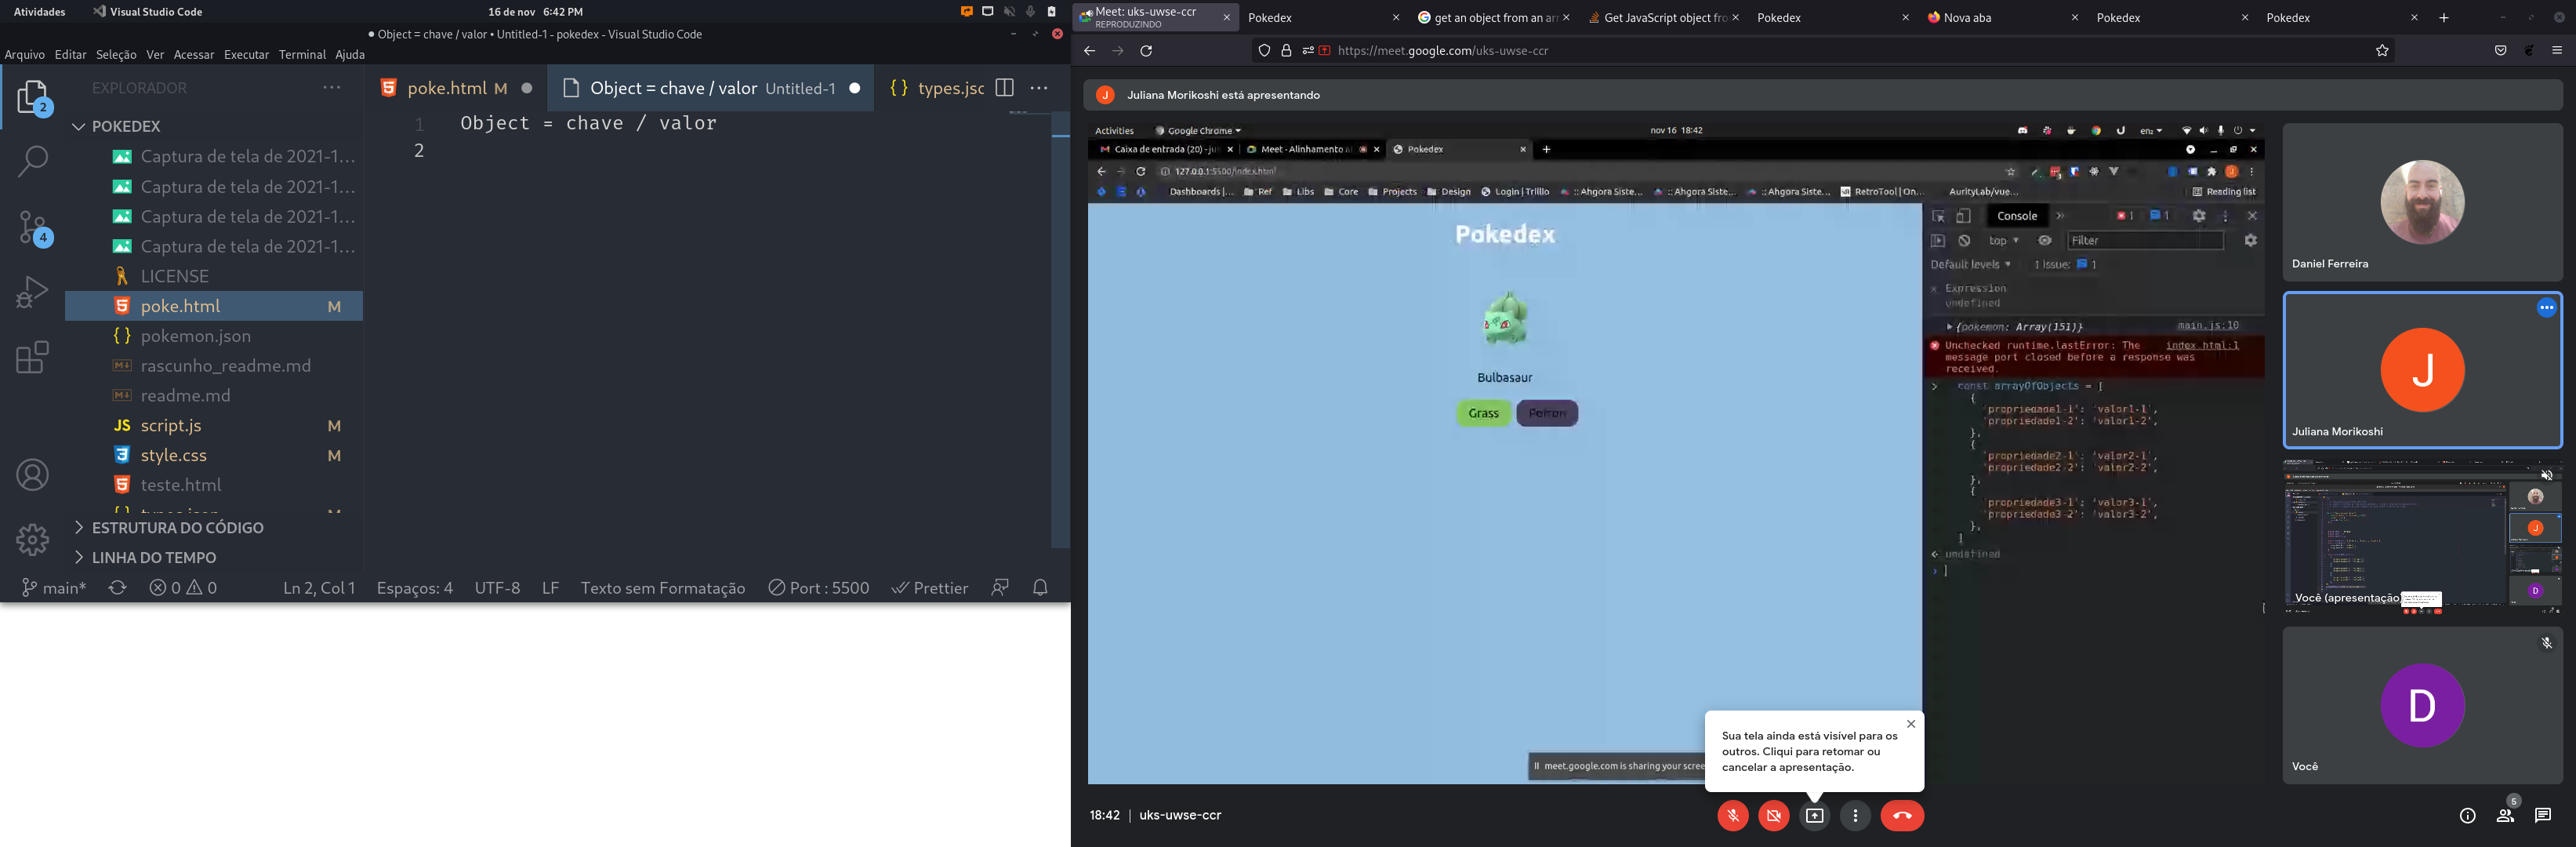 Atividades
Visual Studio Code
16 de nov 6:42 PM
Object = chave / valor • Untitled-1 - pokedex - Visual Studio Code
Arquivo Editar Seleção Ver Acessar Executar Terminal Ajuda
EXPLORADOR
poke.html M
Object = chave / valor Untitled-1
types.jsc
2
4
POKEDEX
Captura de tela de 2021-1...
Captura de tela de 2021-1...
Captura de tela de 2021-1...
Captura de tela de 2021-1...
LICENSE
poke.html M
pokemon.json
rascunho_readme.md
readme.md
JS script.js M
style.css M
teste.html
types.json M
ESTRUTURA DO CÓDIGO
LINHA DO TEMPO
1 Object = chave / valor
2
main* 0 0 Ln 2, Col 1 Espaços: 4 UTF-8 LF Texto sem Formatação Port : 5500 Prettier
Meet: uks-uwse-ccr
REPRODUZINDO
Pokedex
get an object from an arr
Get JavaScript object fro
Pokedex
Nova aba
Pokedex
Pokedex
https://meet.google.com/uks-uwse-ccr
J Juliana Morikoshi está apresentando
Activities Google Chrome nov 16 18:42 en₂
Caixa de entrada (20) - ju Meet - Alinhamento Pokedex
127.0.0.1:5500/index.html
Dashboards |... Ref Libs Core Projects Design Login | Trillio :: Ahgora Siste... :: Ahgora Siste... :: Ahgora Siste... RetroTool | On... AurityLab/vue... Reading list
Pokedex
Bulbasaur
Grass Poison
Console 1 1
top Filter
Default levels 1 Issue: 1
Expression
undefined
{pokemon: Array(151)} main.js:10
Unchecked runtime.lastError: The index.html:1
message port closed before a response was
received.
> const arrayOfObjects = [
{
'propriedade1-1': 'valor1-1',
'propriedade1-2': 'valor1-2',
},
{
'propriedade2-1': 'valor2-1',
'propriedade2-2': 'valor2-2',
},
{
'propriedade3-1': 'valor3-1',
'propriedade3-2': 'valor3-2',
},
]
undefined
meet.google.com is sharing your scree
Sua tela ainda está visível para os
outros. Cliqui para retomar ou
cancelar a apresentação.
18:42 | uks-uwse-ccr
Daniel Ferreira
J
Juliana Morikoshi
Você (apresentação)
D
Você
5